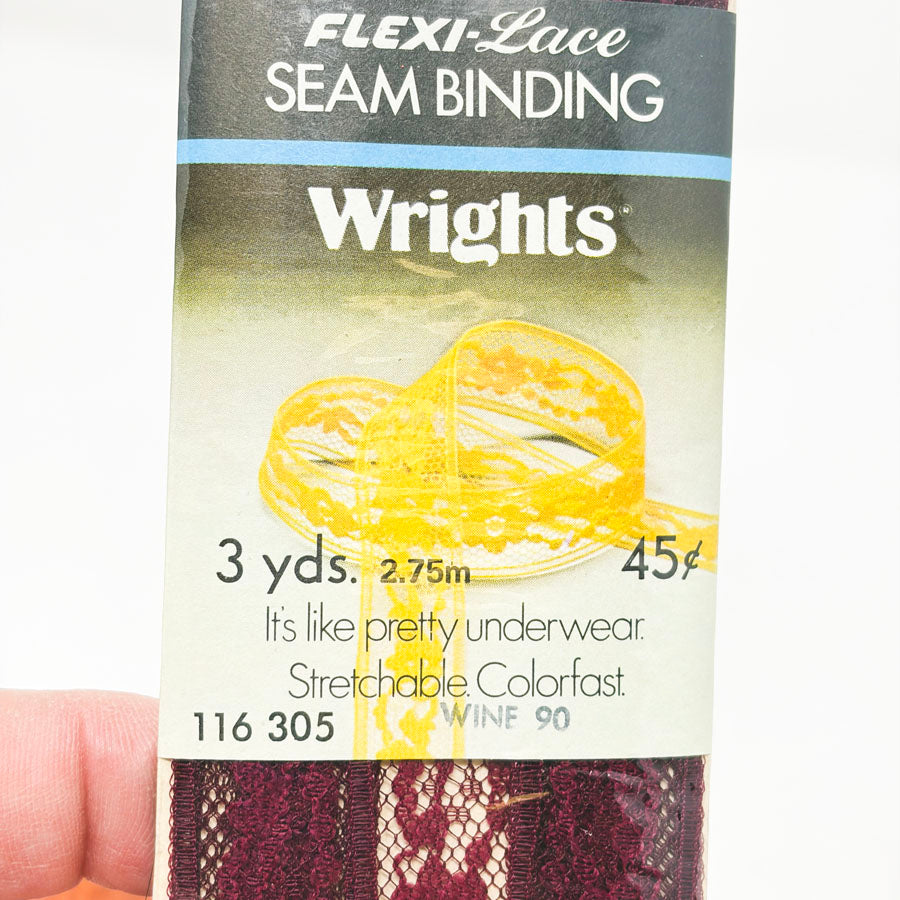 FLEXI-Lace
SEAM BINDING
Wrights®
3 yds. 2.75m 45¢
It's like pretty underwear.
Stretchable. Colorfast.
WINE 90
116 305